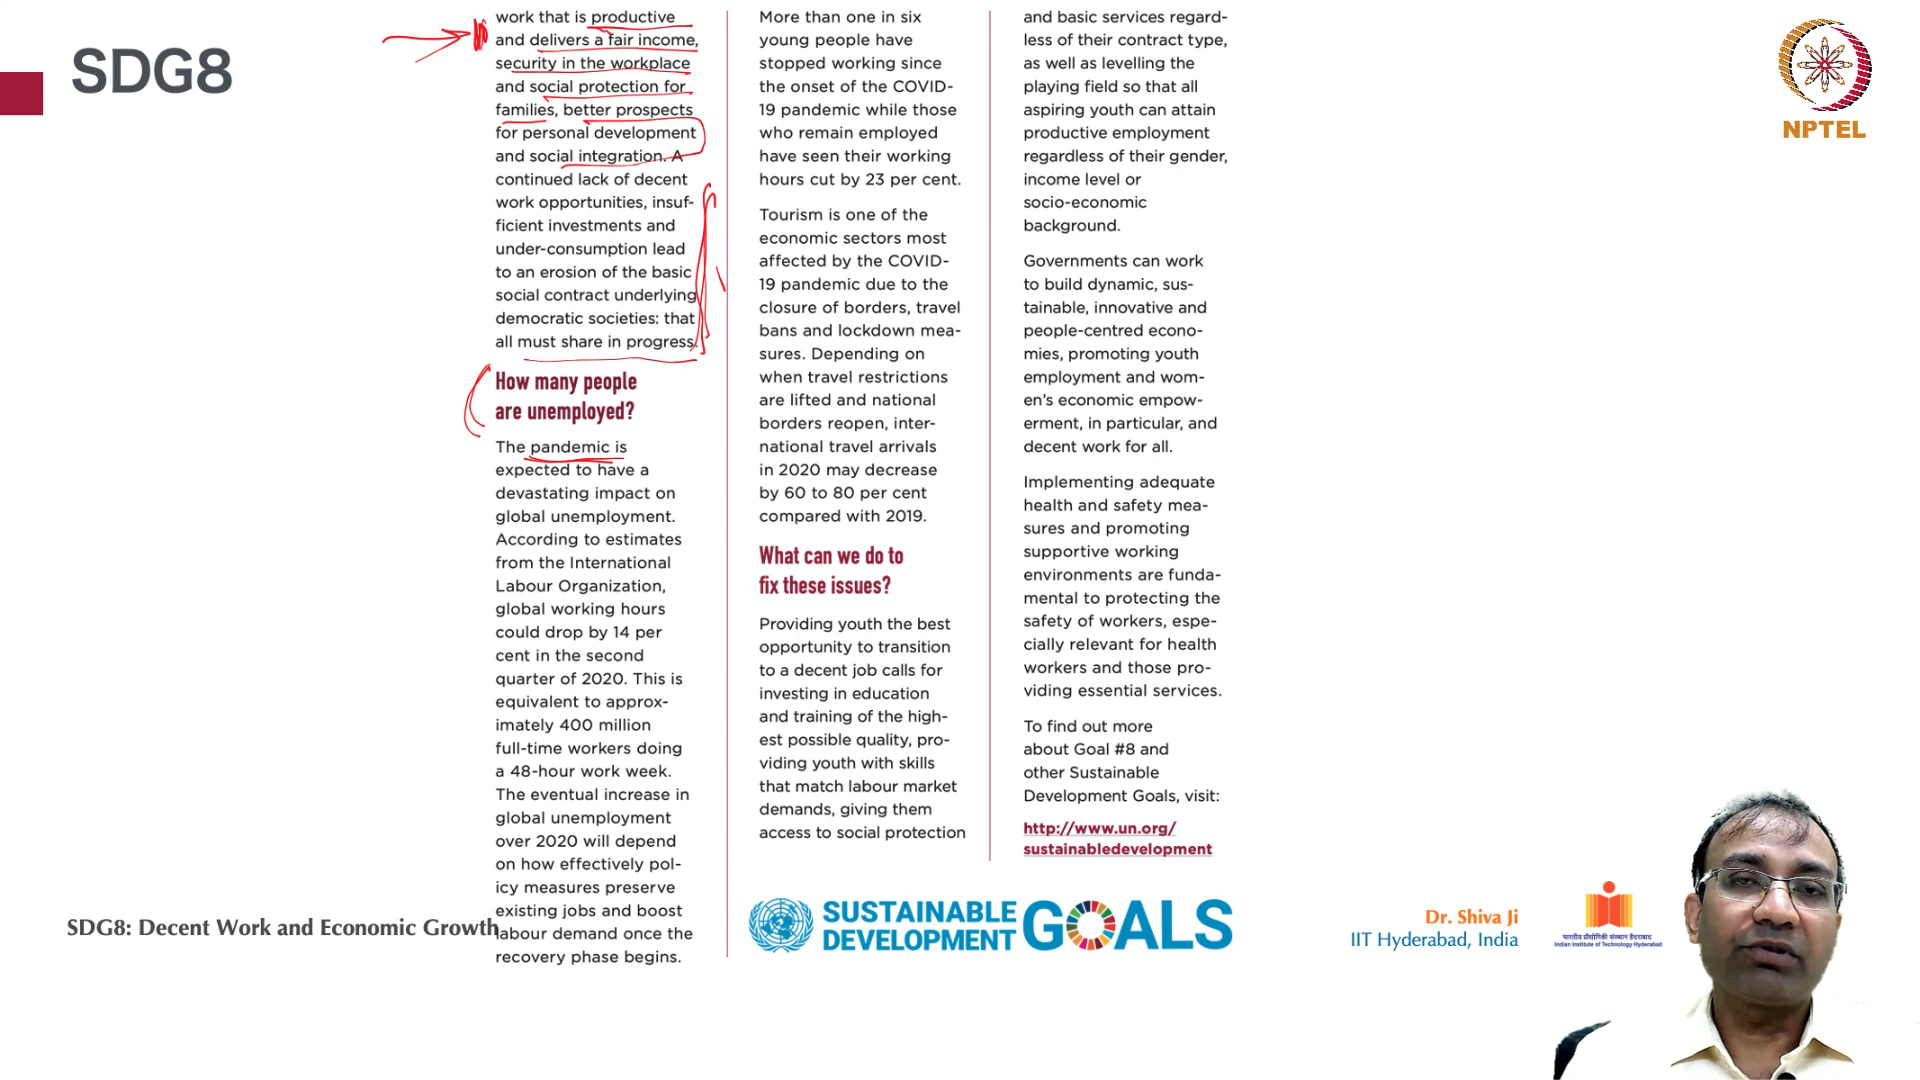 SDG8
work that is productive
and delivers a fair income,
security in the workplace
and social protection for
families, better prospects
for personal development
and social integration. A
continued lack of decent
work opportunities, insuf-
ficient investments and
under-consumption lead
to an erosion of the basic
social contract underlying
democratic societies: that
all must share in progress.
How many people
are unemployed?
The pandemic is
expected to have a
devastating impact on
global unemployment.
According to estimates
from the International
Labour Organization,
global working hours
could drop by 14 per
cent in the second
quarter of 2020. This is
equivalent to approx-
imately 400 million
full-time workers doing
a 48-hour work week.
The eventual increase in
global unemployment
over 2020 will depend
on how effectively pol-
icy measures preserve
existing jobs and boost
labour demand once the
recovery phase begins.
More than one in six
young people have
stopped working since
the onset of the COVID-
19 pandemic while those
who remain employed
have seen their working
hours cut by 23 per cent.
Tourism is one of the
economic sectors most
affected by the COVID-
19 pandemic due to the
closure of borders, travel
bans and lockdown mea-
sures. Depending on
when travel restrictions
are lifted and national
borders reopen, inter-
national travel arrivals
in 2020 may decrease
by 60 to 80 per cent
compared with 2019.
What can we do to
fix these issues?
Providing youth the best
opportunity to transition
to a decent job calls for
investing in education
and training of the high-
est possible quality, pro-
viding youth with skills
that match labour market
demands, giving them
access to social protection
and basic services regard-
less of their contract type,
as well as levelling the
playing field so that all
aspiring youth can attain
productive employment
regardless of their gender,
income level or
socio-economic
background.
Governments can work
to build dynamic, sus-
tainable, innovative and
people-centred econo-
mies, promoting youth
employment and wom-
en's economic empow-
erment, in particular, and
decent work for all.
Implementing adequate
health and safety mea-
sures and promoting
supportive working
environments are funda-
mental to protecting the
safety of workers, espe-
cially relevant for health
workers and those pro-
viding essential services.
To find out more
about Goal #8 and
other Sustainable
Development Goals, visit:
http://www.un.org/
sustainabledevelopment
NPTEL
SDG8: Decent Work and Economic Growth
SUSTAINABLE
DEVELOPMENT
GOALS
Dr. Shiva Ji
IIT Hyderabad, India
भारतीय प्रौद्योगिकी संस्थान हैदराबाद
Indian Institute of Technology Hyderabad